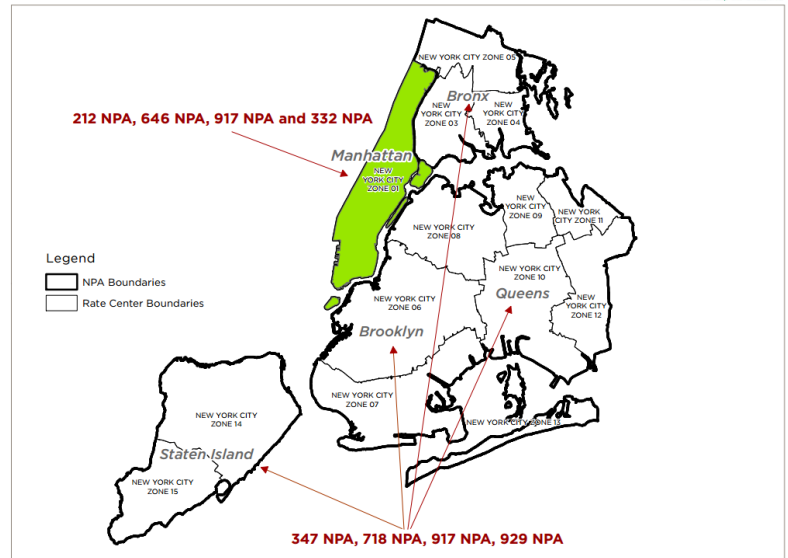 NEW YORK CITY ZONE 05
Bronx
NEW YORK CITY
ZONE 03
NEW
YORK CITY
ZONE 04
212 NPA, 646 NPA, 917 NPA and 332 NPA
Manhattan
NEW
YORK CITY
ZONE 01
NEW
YORK CITY
ZONE 09
NEW YORK
CITY ZONE 11
NEW YORK CITY
ZONE 08
Legend
NPA Boundaries
Rate Center Boundaries
NEW YORK CITY
ZONE 10
Queens
NEW
YORK CITY
ZONE 12
NEW YORK CITY
ZONE 06
Brooklyn
NEW YORK CITY
ZONE 07
NEW YORK CITY ZONE 13
NEW YORK CITY
ZONE 14
Staten Island
NEW YORK CITY
ZONE 15
347 NPA, 718 NPA, 917 NPA, 929 NPA